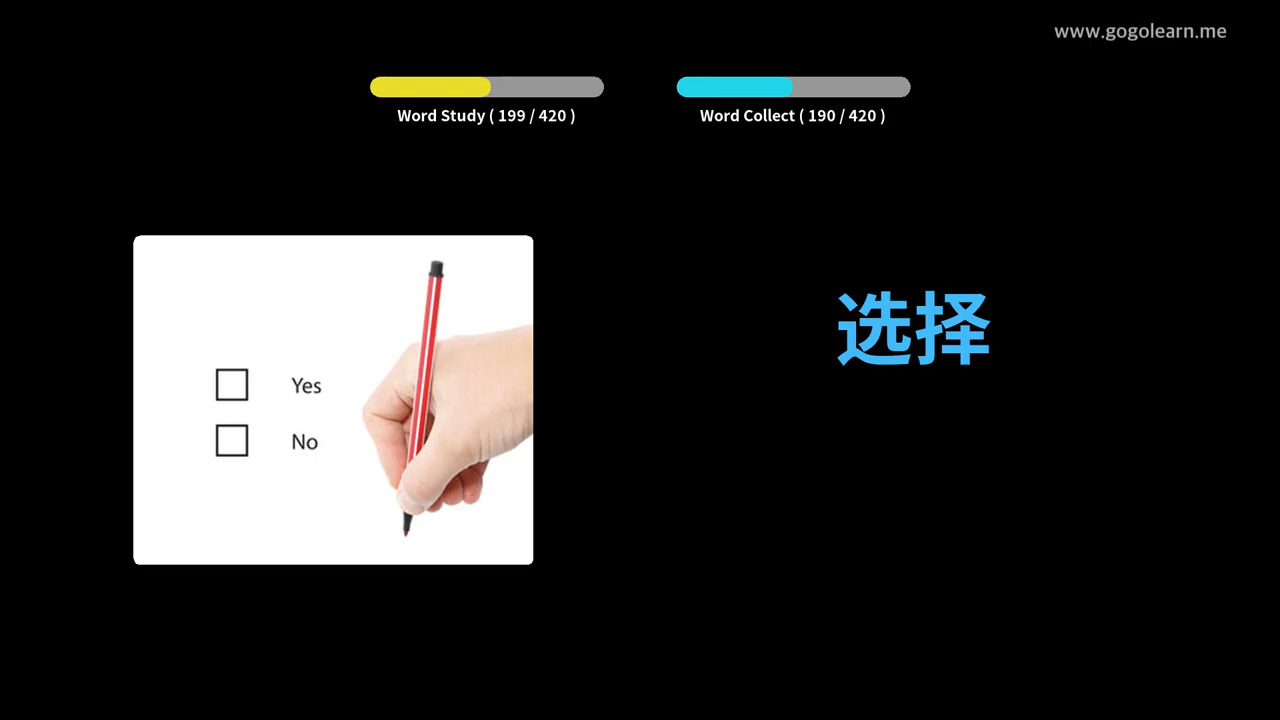 www.gogolearn.me
Word Study ( 199 / 420 )
Word Collect ( 190 / 420 )
选择
Yes
No